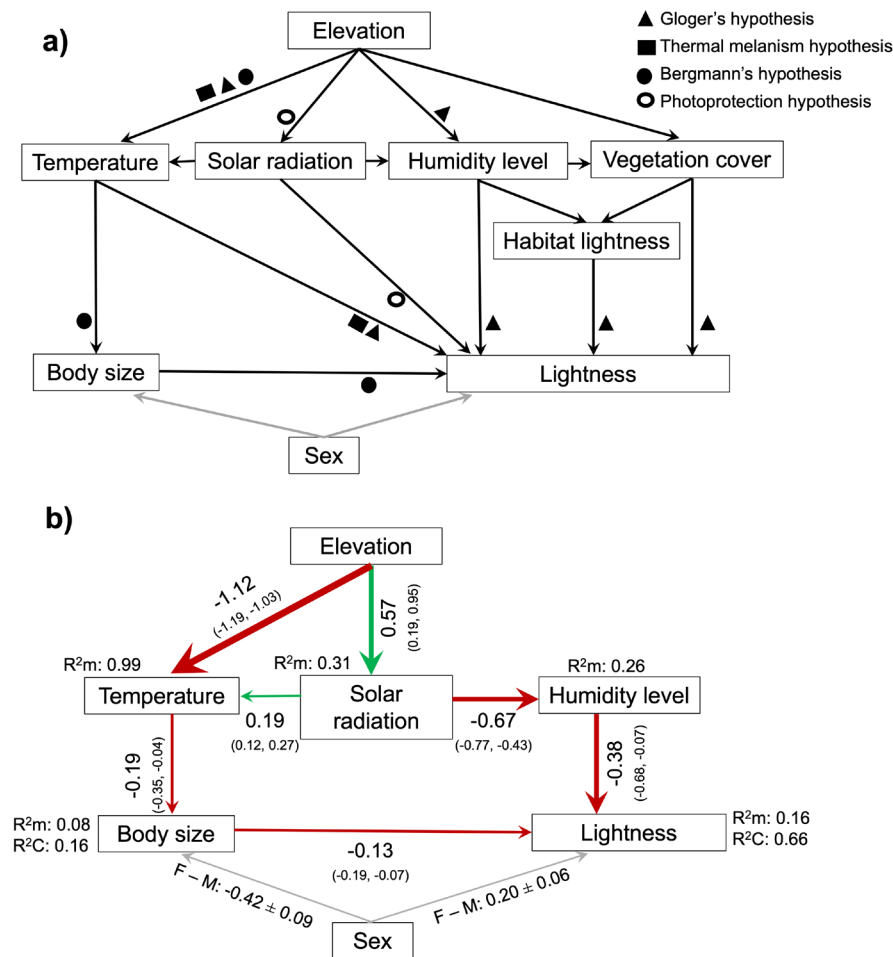 a)
Elevation
Gloger's hypothesis
Thermal melanism hypothesis
Bergmann's hypothesis
Photoprotection hypothesis
Temperature
Solar radiation
Humidity level
Vegetation cover
Habitat lightness
Body size
Lightness
Sex
b)
Elevation
-1.12
(-1.19, -1.03)
0.57
(0.19, 0.95)
R²m: 0.99
R²m: 0.31
R²m: 0.26
Temperature
Solar
radiation
Humidity level
0.19
(0.12, 0.27)
-0.67
(-0.77, -0.43)
-0.19
(-0.35, -0.04)
-0.38
(-0.68, -0.07)
R²m: 0.08
R²C: 0.16
Body size
Lightness
R²m: 0.16
R²C: 0.66
-0.13
(-0.19, -0.07)
F – M: -0.42 ± 0.09
F – M: 0.20 ± 0.06
Sex